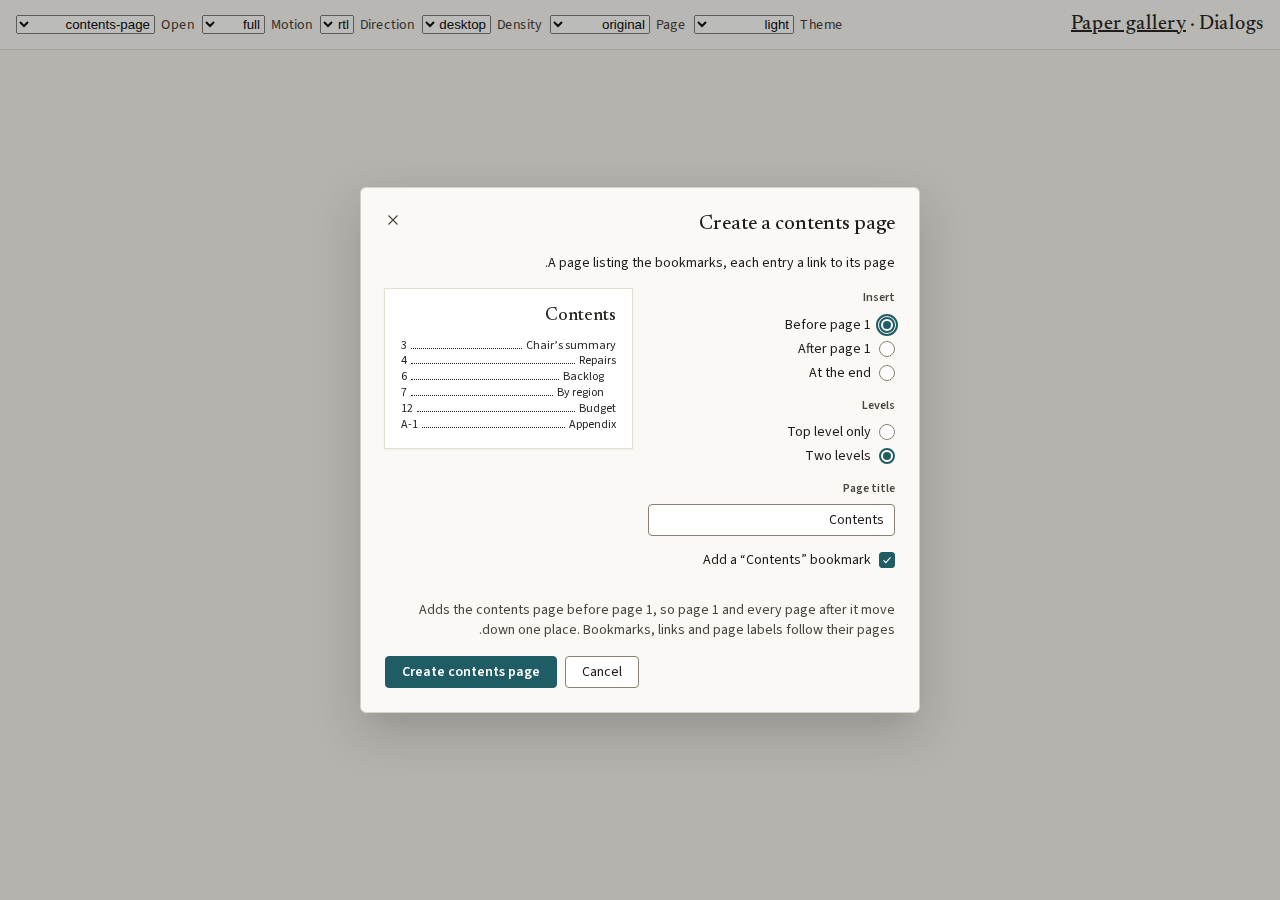 Paper gallery · Dialogs
light Theme
original Page
desktop Density
rtl Direction
full Motion
contents-page Open
Create a contents page
.A page listing the bookmarks, each entry a link to its page
Insert
Before page 1
After page 1
At the end
Levels
Top level only
Two levels
Page title
Contents
Add a “Contents” bookmark
Contents
3 Chair’s summary
4 Repairs
6 Backlog
7 By region
12 Budget
A-1 Appendix
Adds the contents page before page 1, so page 1 and every page after it move
.down one place. Bookmarks, links and page labels follow their pages
Cancel
Create contents page